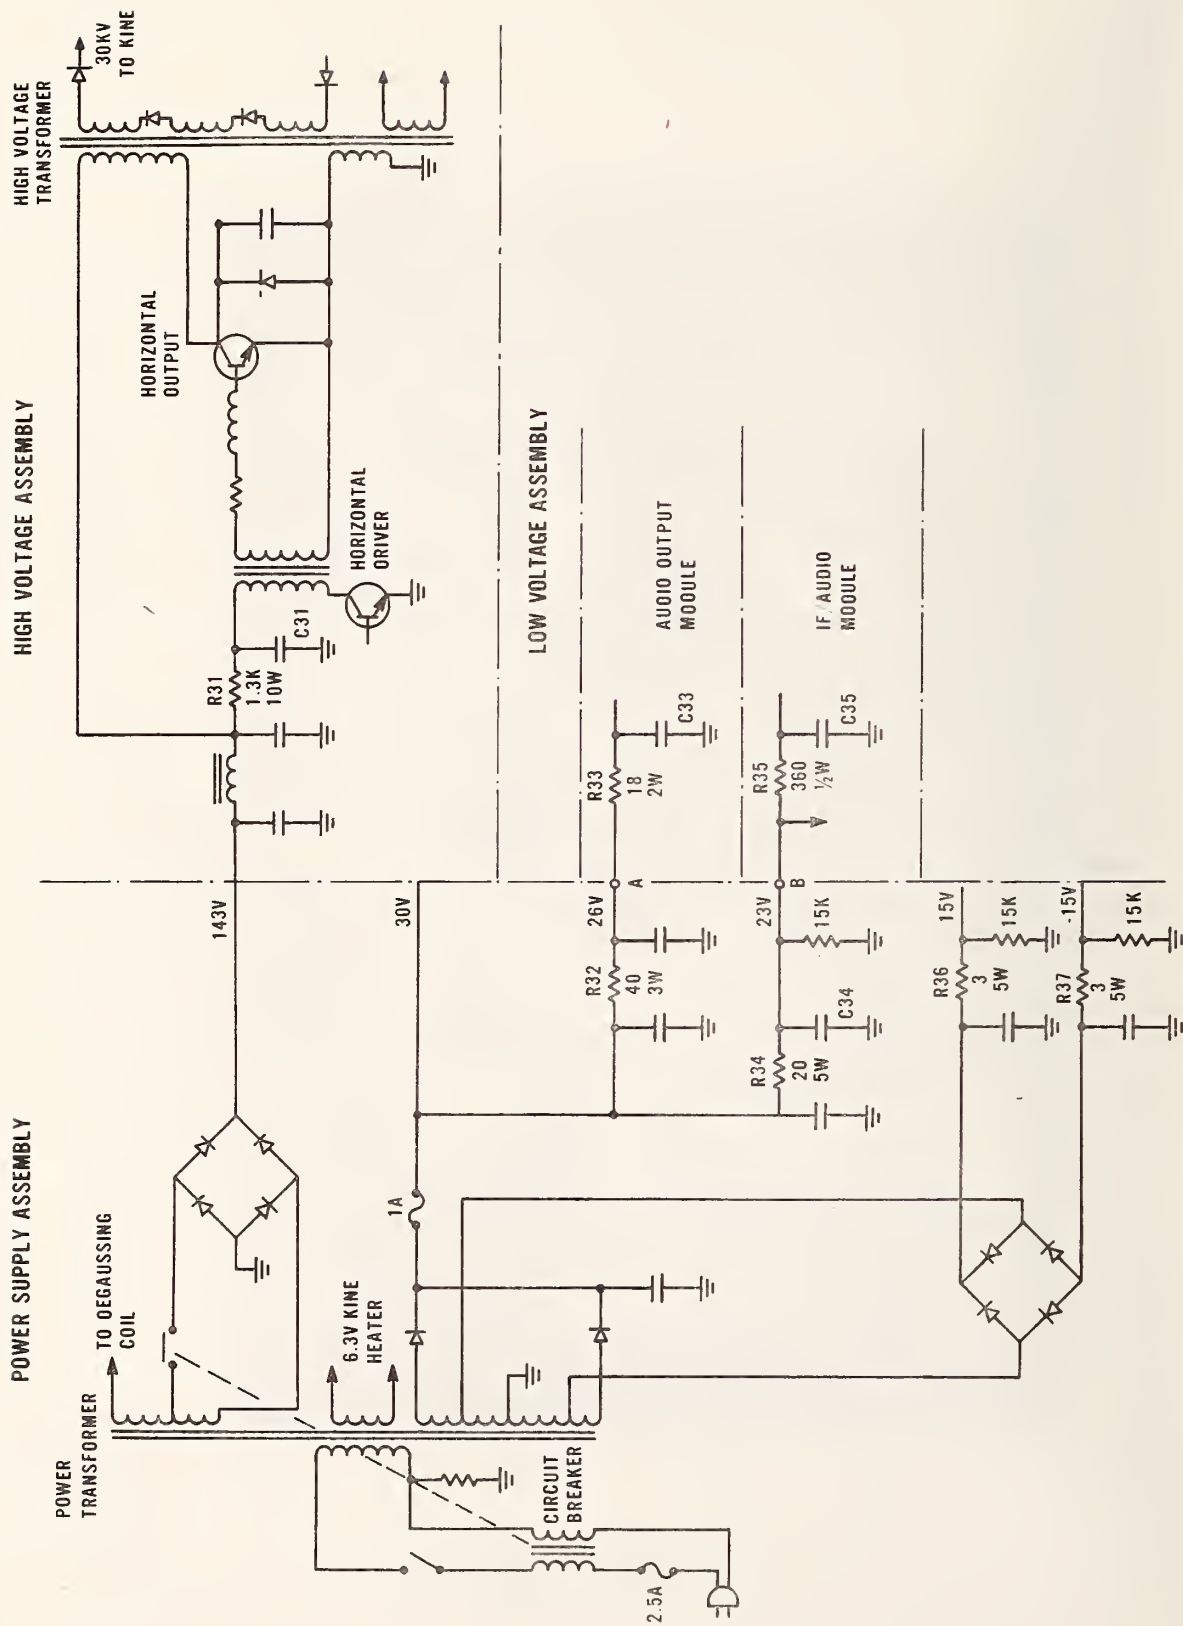 POWER SUPPLY ASSEMBLY
POWER
TRANSFORMER
TO DEGAUSSING
COIL
6.3V KINE
HEATER
CIRCUIT
BREAKER
2.5A
1A
143V
30V
R32
40
3W
26V
A
R34
20
5W
C34
15K
23V
B
R36
3
5W
15V
15K
R37
3
5W
-15V
15K
HIGH VOLTAGE ASSEMBLY
R31
1.3K
10W
C31
HORIZONTAL
DRIVER
HORIZONTAL
OUTPUT
HIGH VOLTAGE
TRANSFORMER
30KV
TO KINE
LOW VOLTAGE ASSEMBLY
R33
18
2W
C33
AUDIO OUTPUT
MODULE
R35
360
½W
C35
IF/AUDIO
MODULE